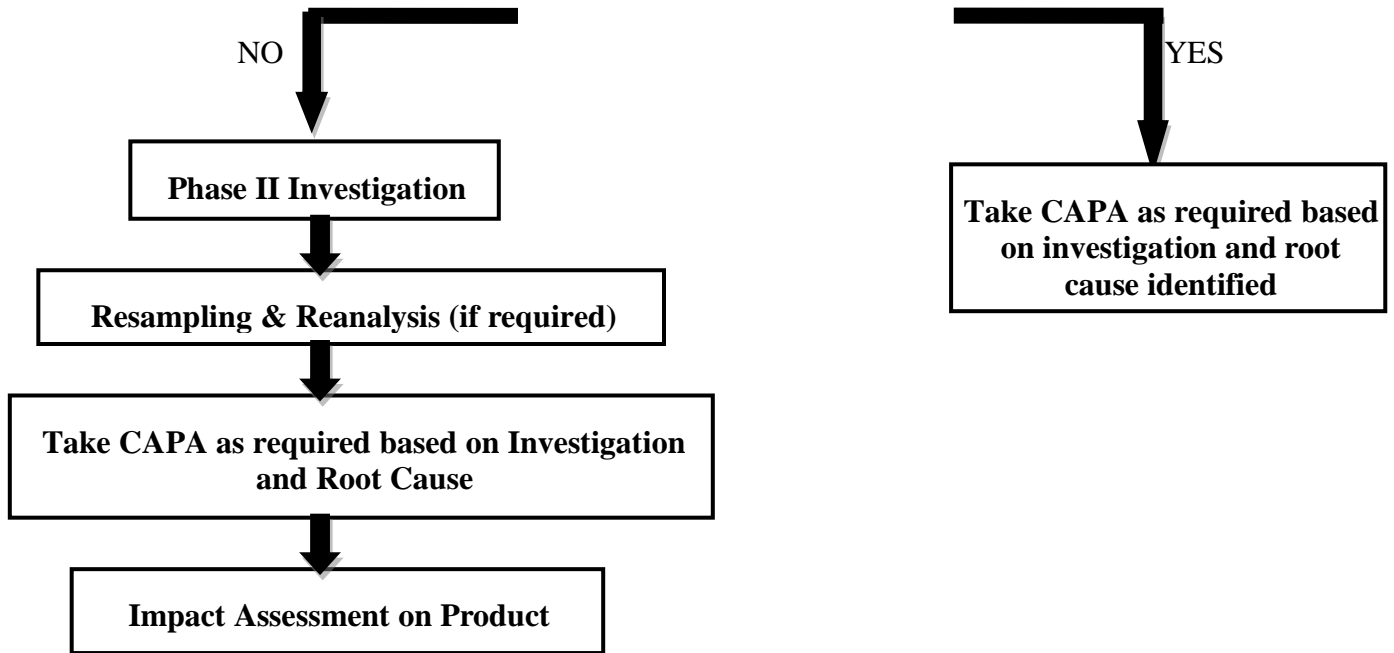 NO
YES
Phase II Investigation
Take CAPA as required based
on investigation and root
cause identified
Resampling & Reanalysis (if required)
Take CAPA as required based on Investigation
and Root Cause
Impact Assessment on Product